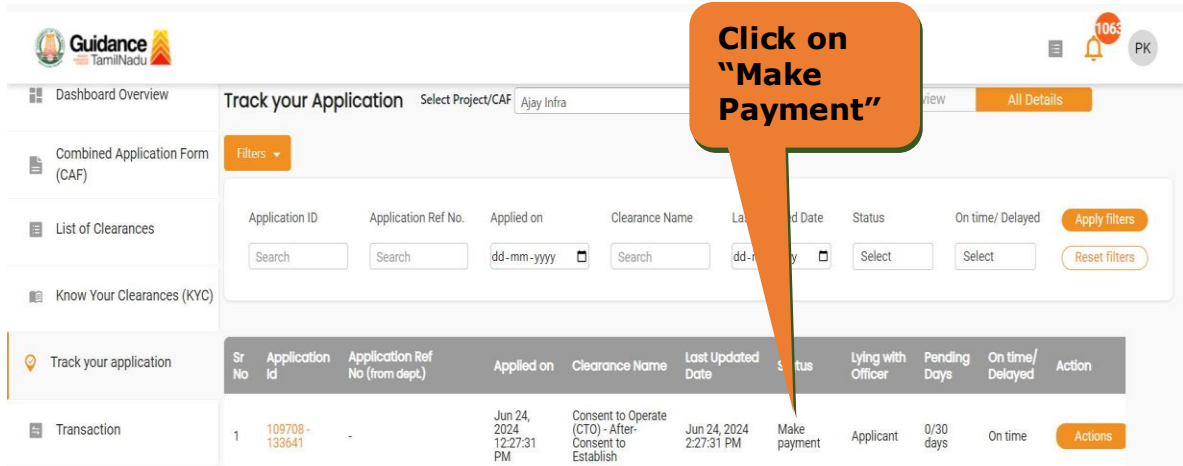 Guidance
TamilNadu
Click on
“Make
Payment”
1063
PK
Dashboard Overview
Track your Application
Select Project/CAF
Ajay Infra
All Details
Combined Application Form
(CAF)
Filters
List of Clearances
Application ID
Application Ref No.
Applied on
Clearance Name
Date
Status
On time/ Delayed
Apply filters
Search
Search
dd-mm-yyyy
Search
Select
Select
Reset filters
Know Your Clearances (KYC)
Track your application
Sr
No
Application
Id
Application Ref
No (from dept.)
Applied on
Clearance Name
Last Updated
Date
Lying with
Officer
Pending
Days
On time/
Delayed
Action
Transaction
1
109708 -
133641
-
Jun 24,
2024
12:27:31
PM
Consent to Operate
(CTO) - After-
Consent to
Establish
Jun 24, 2024
2:27:31 PM
Make
payment
Applicant
0/30
days
On time
Actions